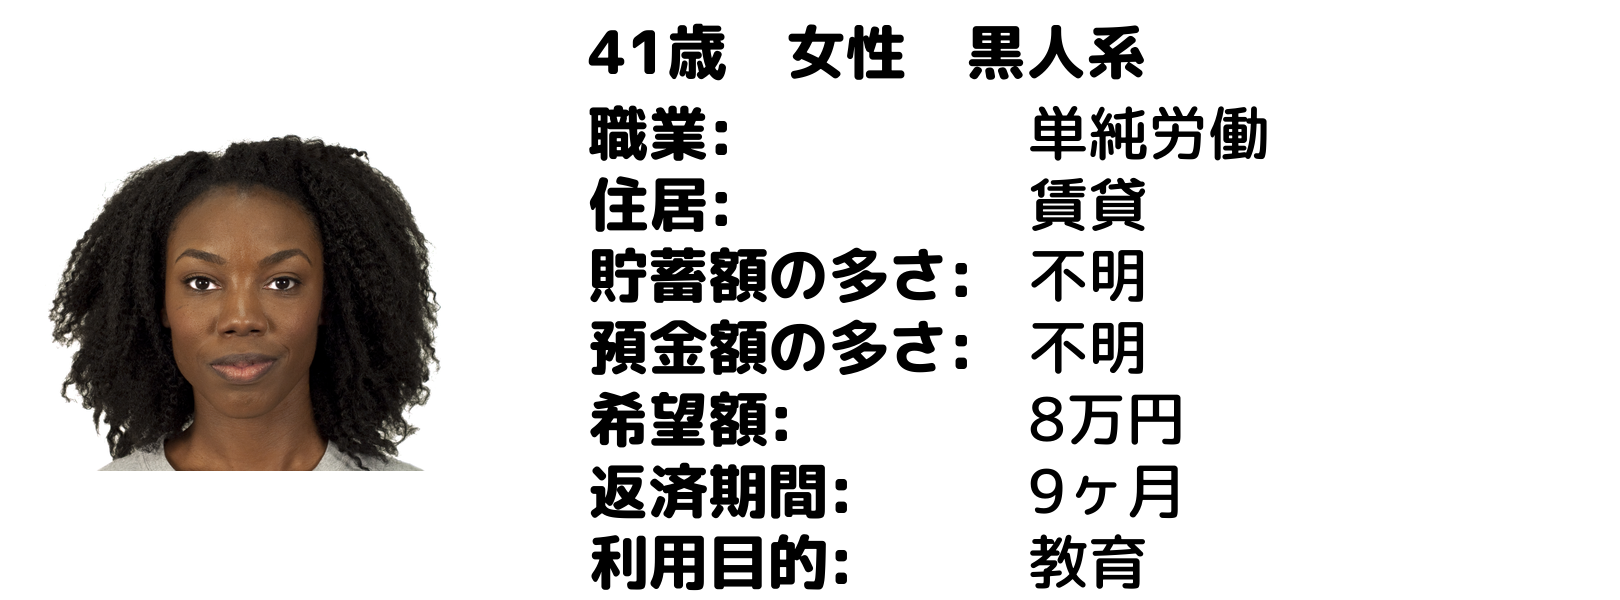 41歳　女性　黒人系
職業: 単純労働
住居: 賃貸
貯蓄額の多さ: 不明
預金額の多さ: 不明
希望額: 8万円
返済期間: 9ヶ月
利用目的: 教育